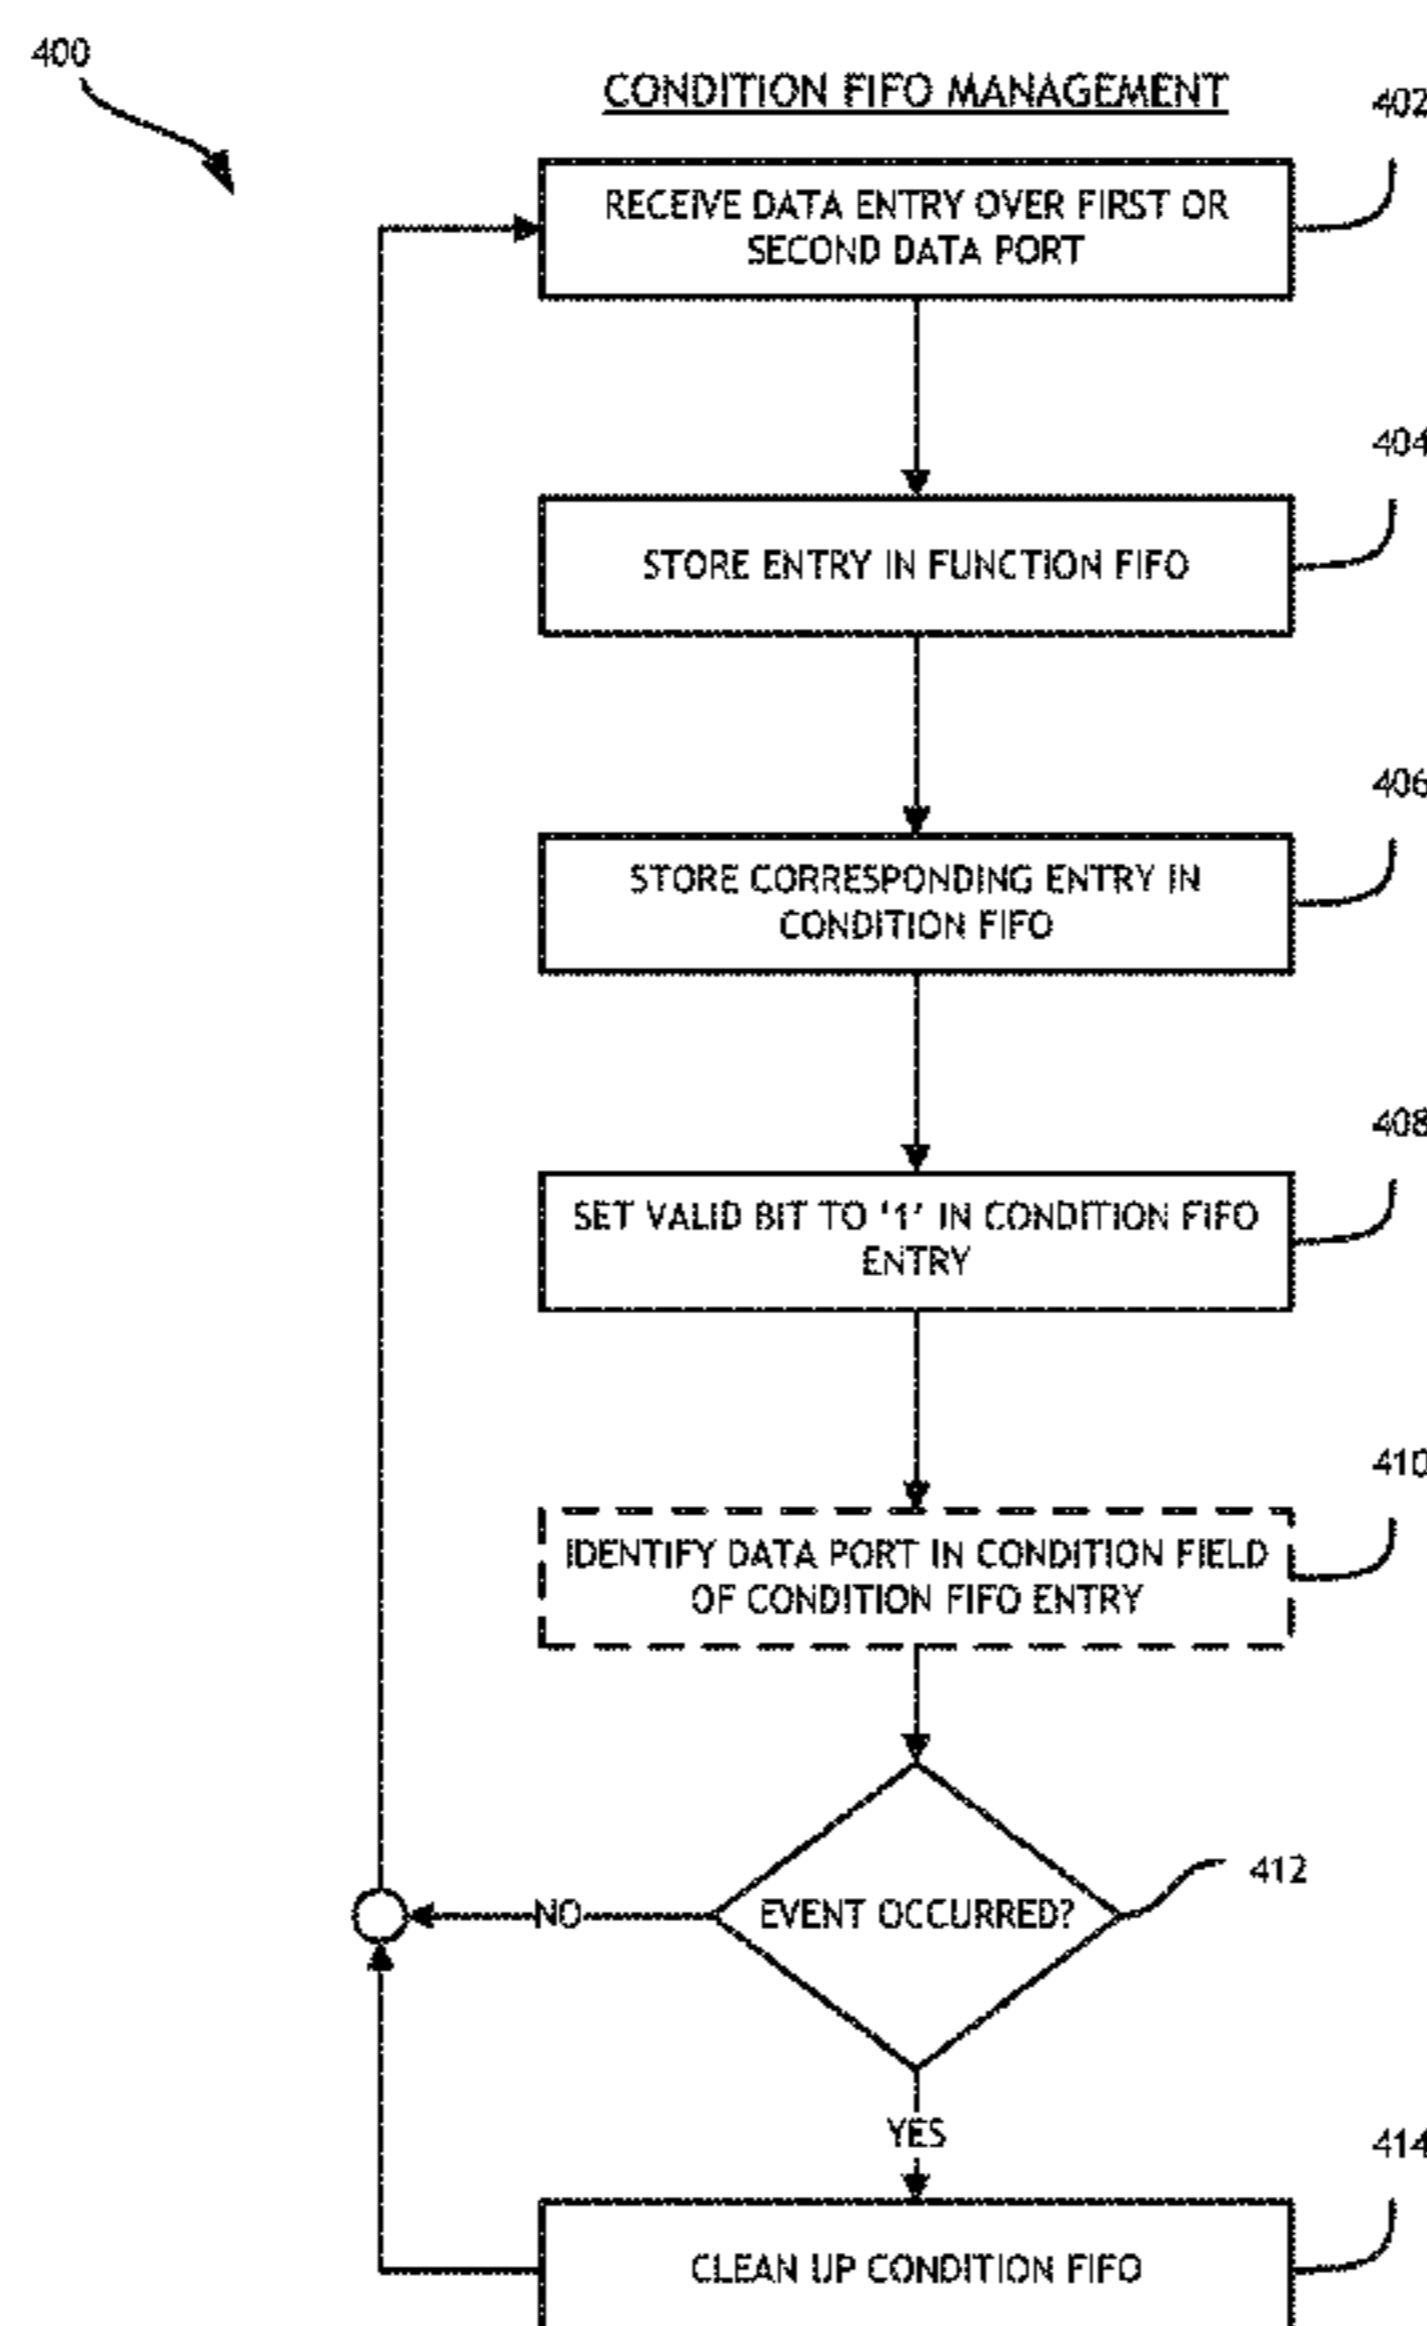 400
CONDITION FIFO MANAGEMENT
402
RECEIVE DATA ENTRY OVER FIRST OR
SECOND DATA PORT
404
STORE ENTRY IN FUNCTION FIFO
406
STORE CORRESPONDING ENTRY IN
CONDITION FIFO
408
SET VALID BIT TO '1' IN CONDITION FIFO
ENTRY
410
IDENTIFY DATA PORT IN CONDITION FIELD
OF CONDITION FIFO ENTRY
412
EVENT OCCURRED?
NO
YES
414
CLEAN UP CONDITION FIFO